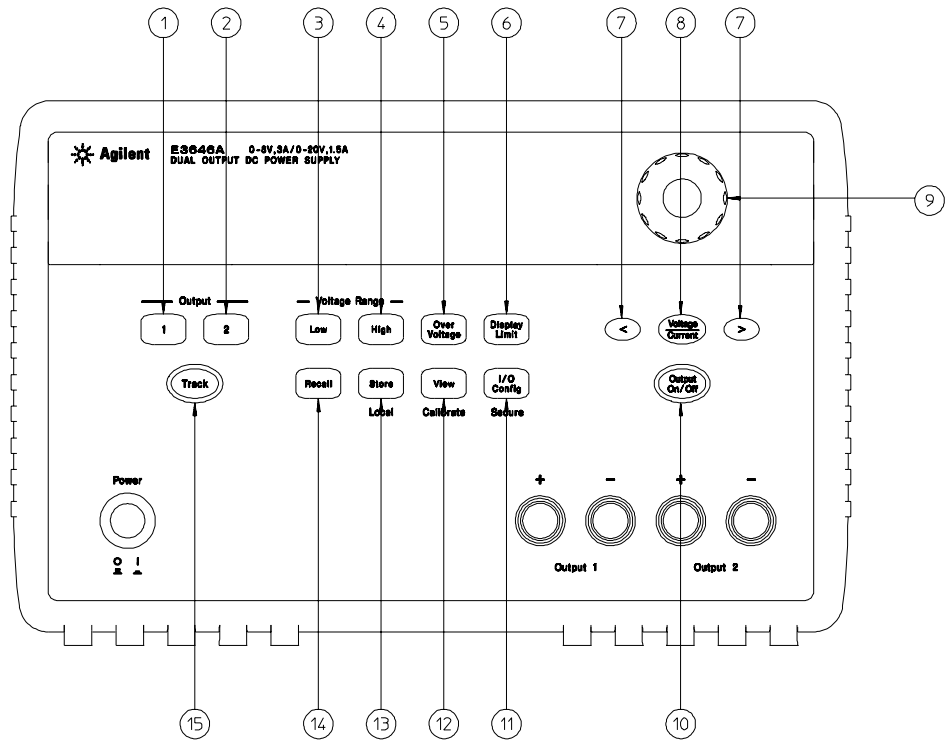 1 2 3 4 5 6 7 8 7
Agilent E3646A 0-8V,3A/0-20V,1.5A
DUAL OUTPUT DC POWER SUPPLY
9
Output Voltage Range
1 2 Low High Over Voltage Display Limit < Voltage Current >
Track Recall Store View I/O Config Output On/Off
Local Calibrate Secure
Power
+ - + -
O I
Output 1 Output 2
15 14 13 12 11 10